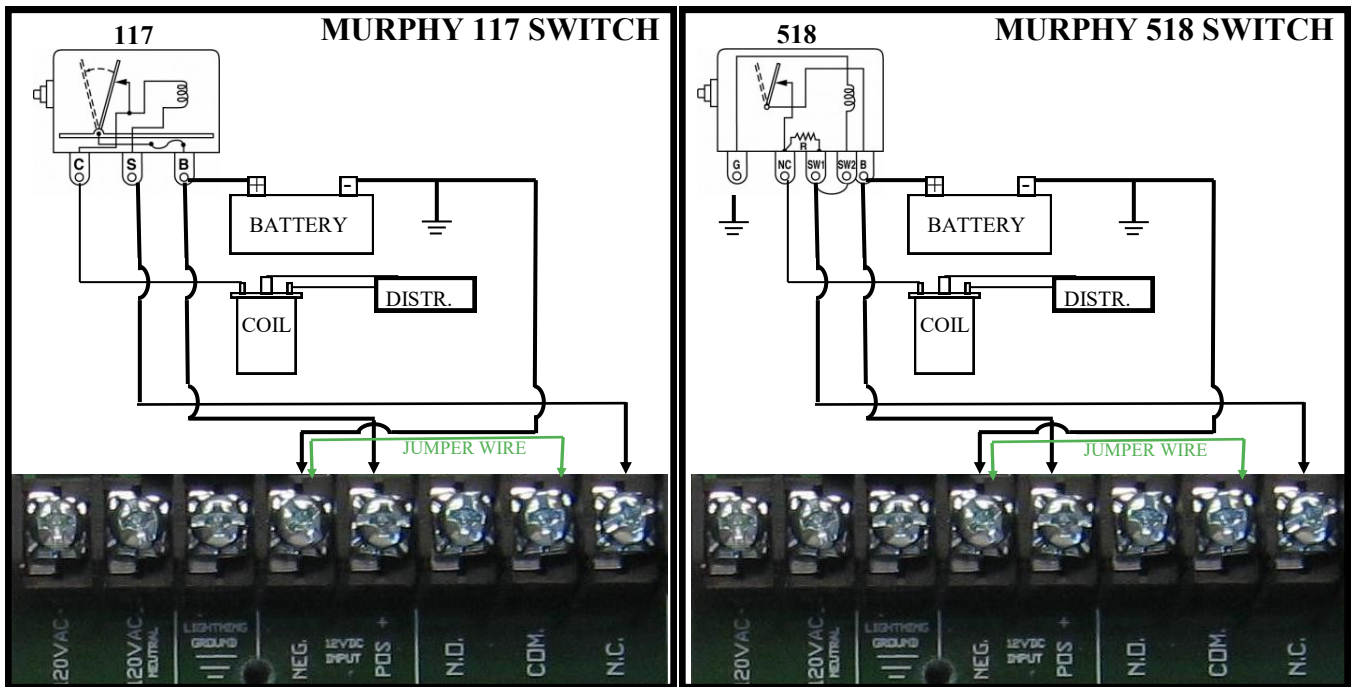 MURPHY 117 SWITCH
117
C S B
+ -
BATTERY
COIL
DISTR.
JUMPER WIRE
120VAC
120VAC
NEUTRAL
LIGHTNING
GROUND
NEG.
12VDC
INPUT
POS +
N.O.
COM.
N.C.
MURPHY 518 SWITCH
518
R
G NC SW1 SW2 B
+ -
BATTERY
COIL
DISTR.
JUMPER WIRE
120VAC
120VAC
NEUTRAL
LIGHTNING
GROUND
NEG.
12VDC
INPUT
POS +
N.O.
COM.
N.C.